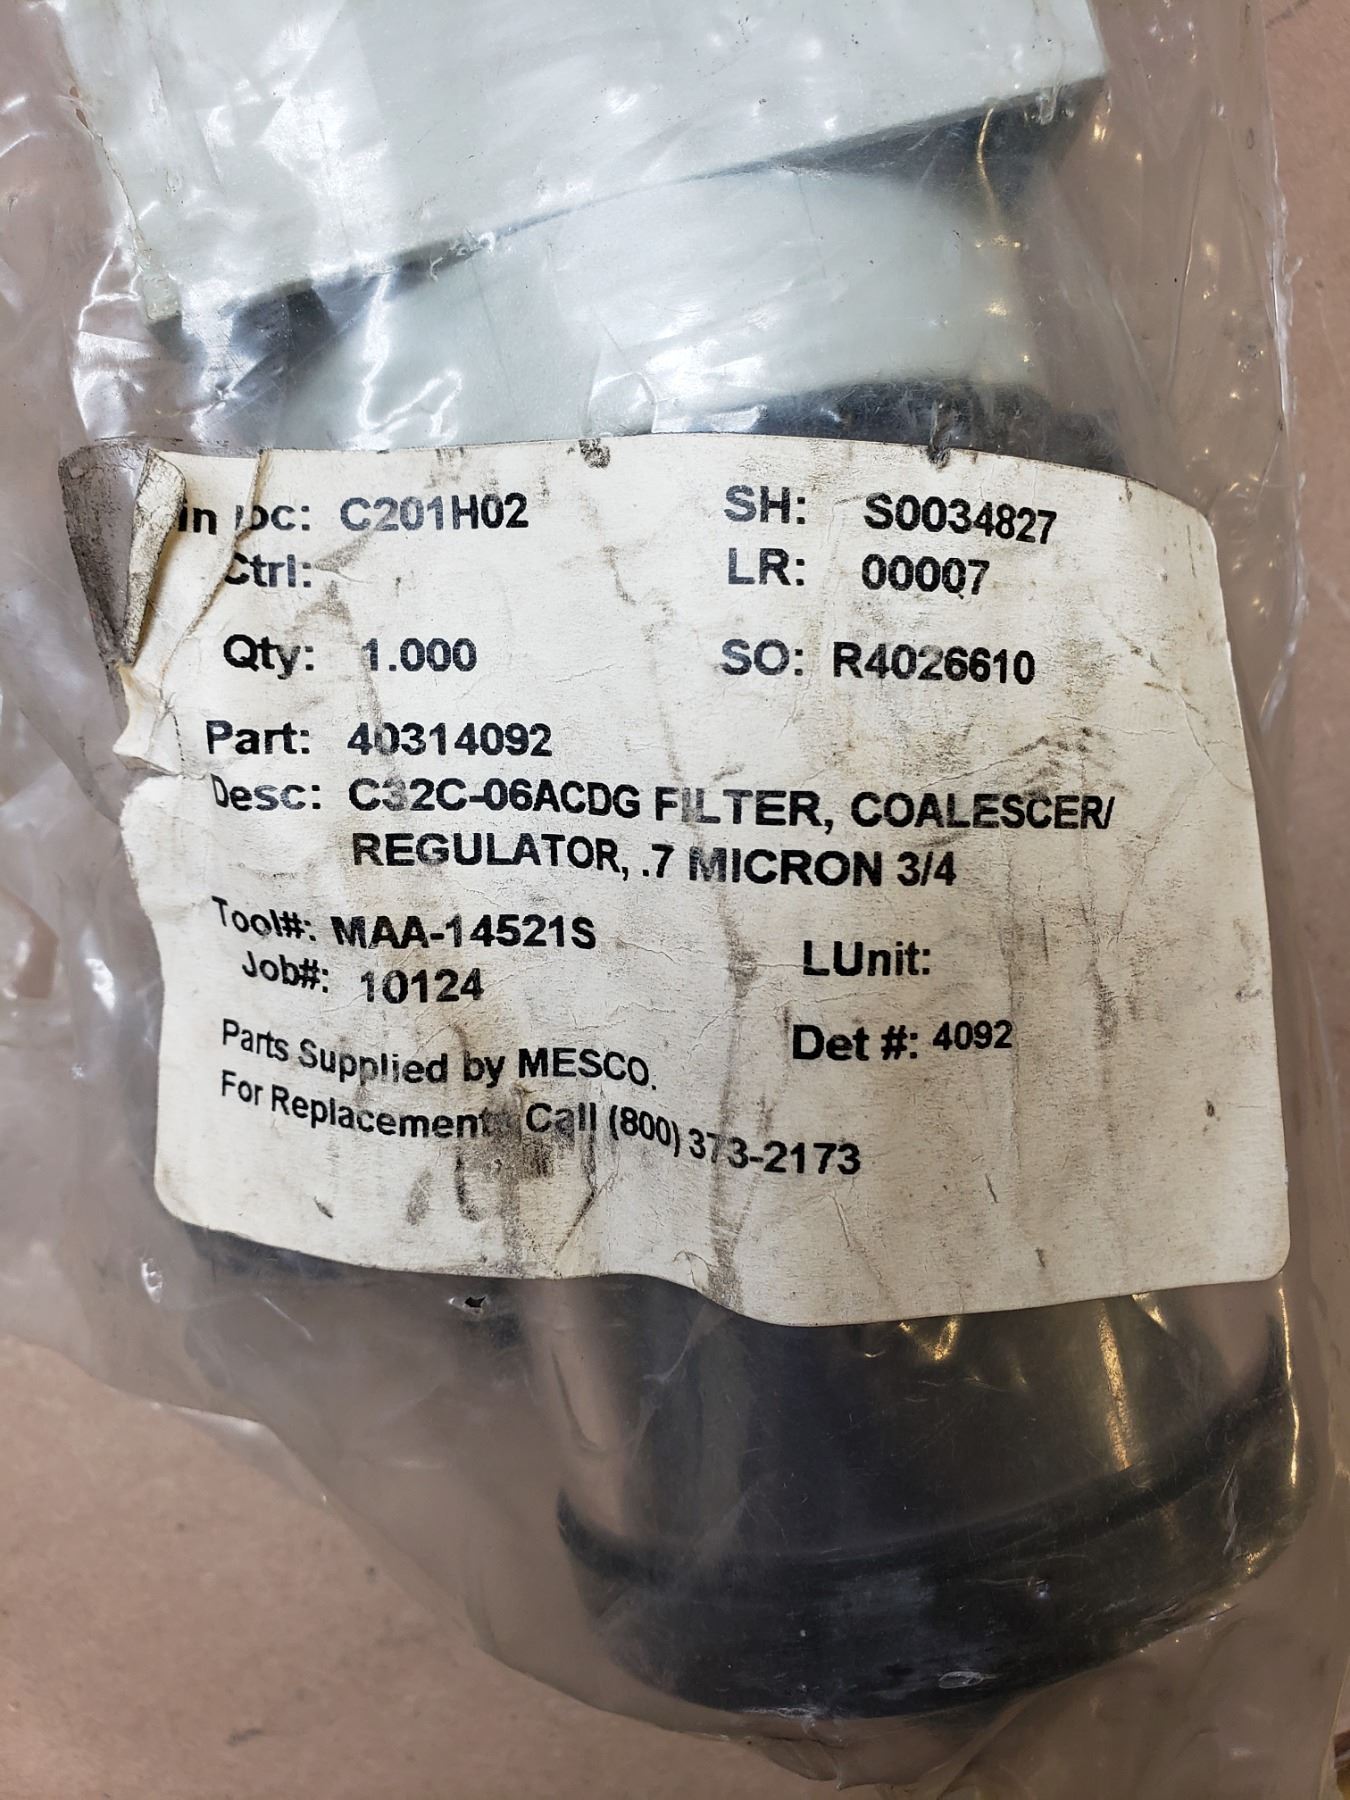 in oc: C201H02 SH: S0034827
Ctrl: LR: 00007
Qty: 1.000 SO: R4026610
Part: 40314092
Desc: C32C-06ACDG FILTER, COALESCER/
REGULATOR, .7 MICRON 3/4
Tool#: MAA-14521S LUnit:
Job#: 10124
Det #: 4092
Parts Supplied by MESCO.
For Replacement Call (800) 373-2173